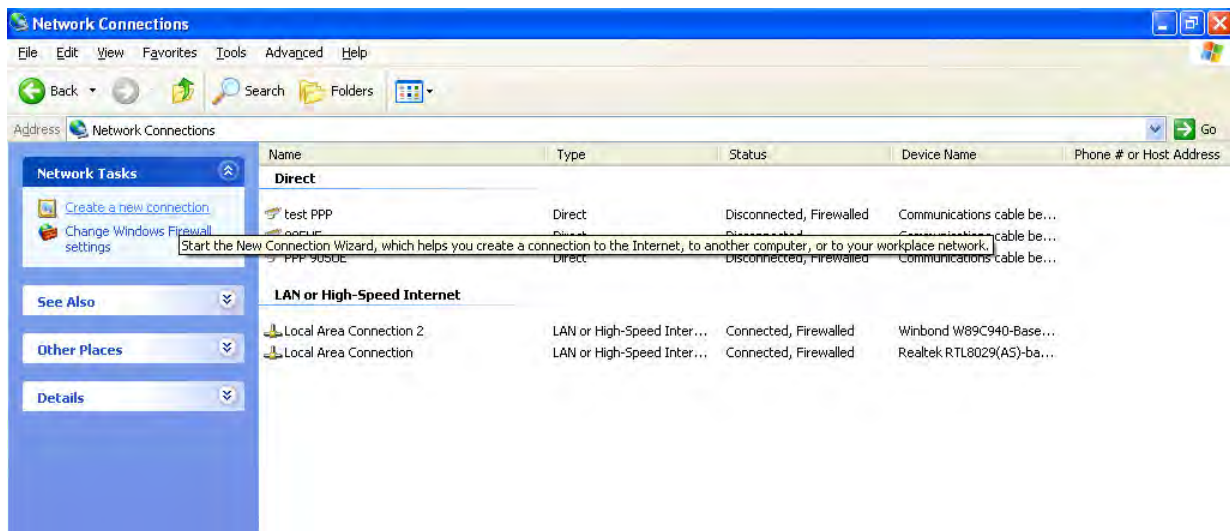 Network Connections
File Edit View Favorites Tools Advanced Help
Back Search Folders
Address Network Connections Go
Name Type Status Device Name Phone # or Host Address
Network Tasks
Direct
Create a new connection
test PPP Direct Disconnected, Firewalled Communications cable be...
Change Windows Firewall
settings
Start the New Connection Wizard, which helps you create a connection to the Internet, to another computer, or to your workplace network.
PPP 905UE Direct Disconnected, Firewalled Communications cable be...
See Also
LAN or High-Speed Internet
Local Area Connection 2 LAN or High-Speed Inter... Connected, Firewalled Winbond W89C940-Base...
Other Places
Local Area Connection LAN or High-Speed Inter... Connected, Firewalled Realtek RTL8029(AS)-ba...
Details